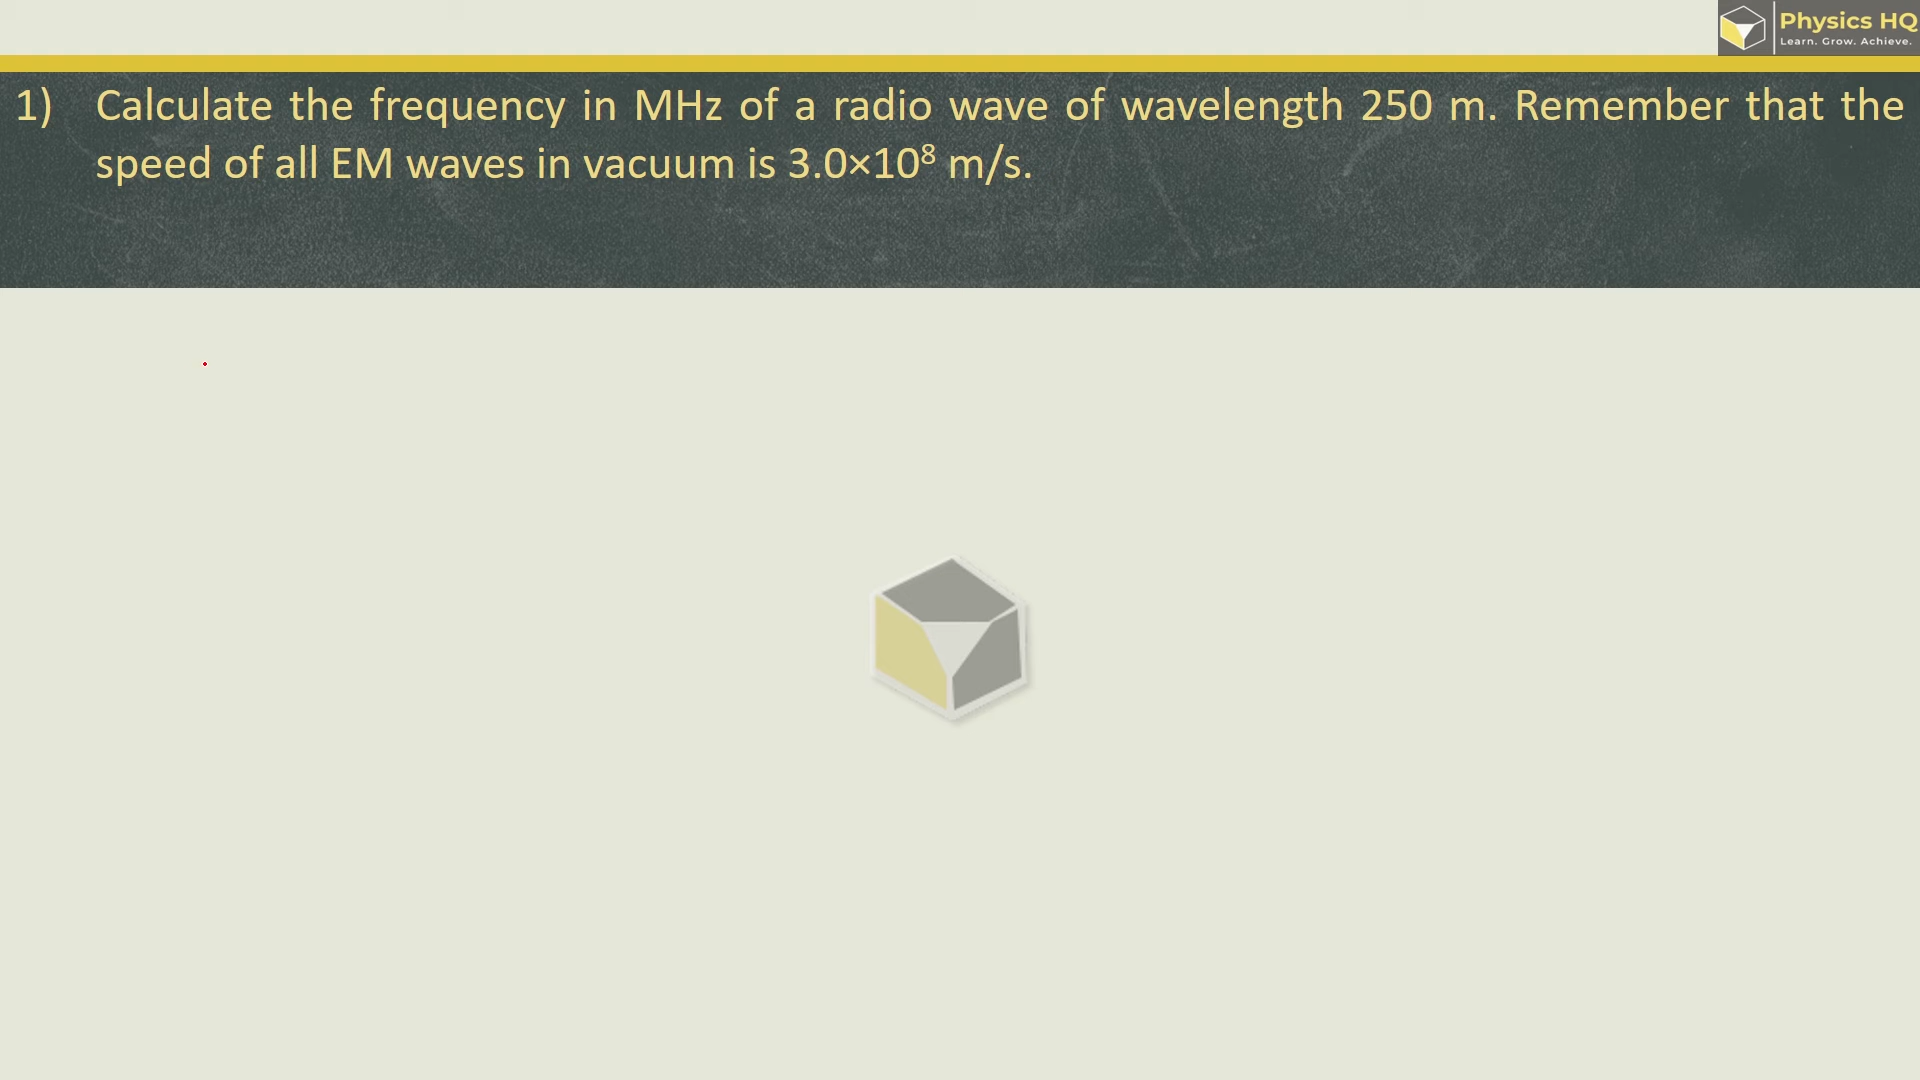 Physics HQ
Learn. Grow. Achieve.
1) Calculate the frequency in MHz of a radio wave of wavelength 250 m. Remember that the
speed of all EM waves in vacuum is 3.0×10⁸ m/s.